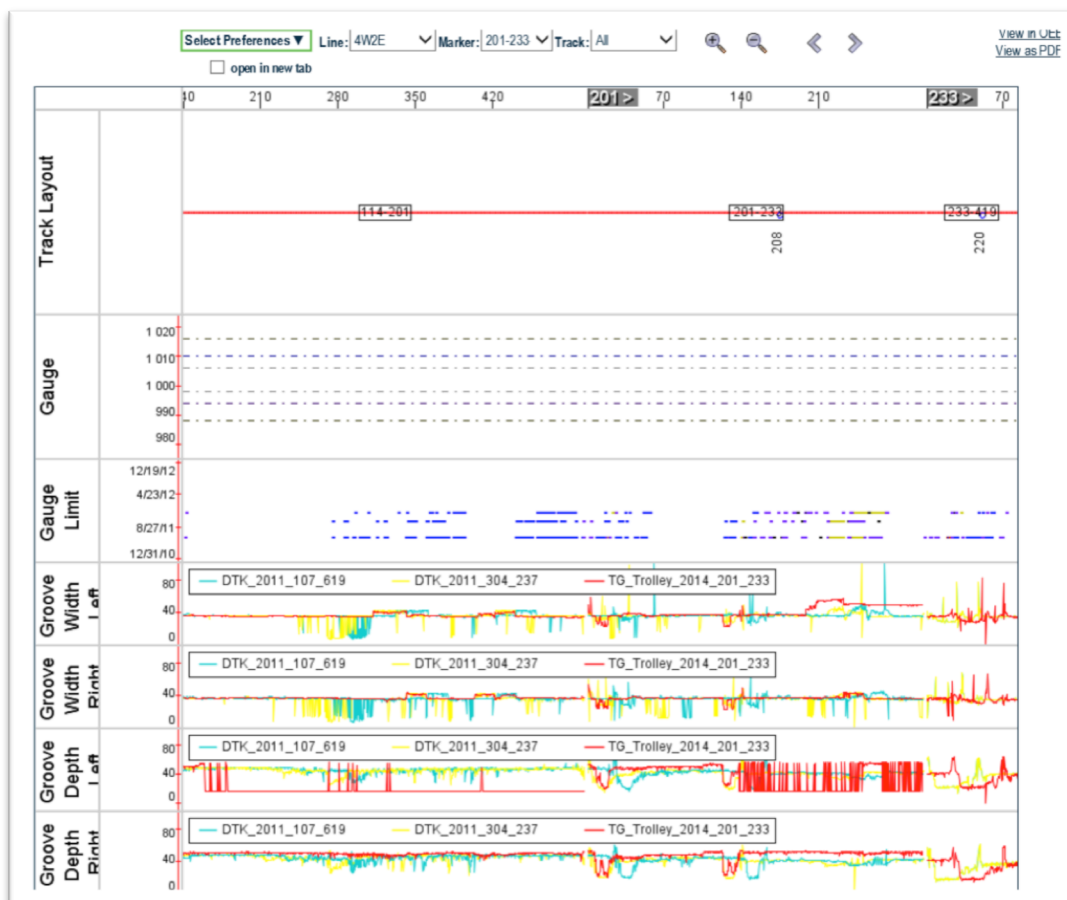 View in OEE
Select Preferences ▼ Line: 4W2E Marker: 201-233 Track: All
View as PDF
open in new tab
40 210 280 350 420 201 > 70 140 210 233 > 70
Track Layout
114-201 201-233 233-419
208 220
Gauge
1 020
1 010
1 000
990
980
Gauge Limit
12/19/12
4/23/12
8/27/11
12/31/10
Groove Width Left
80
40
0
DTK_2011_107_619 DTK_2011_304_237 TG_Trolley_2014_201_233
Groove Width Right
80
40
0
DTK_2011_107_619 DTK_2011_304_237 TG_Trolley_2014_201_233
Groove Depth Left
80
40
0
DTK_2011_107_619 DTK_2011_304_237 TG_Trolley_2014_201_233
Groove Depth Right
80
40
DTK_2011_107_619 DTK_2011_304_237 TG_Trolley_2014_201_233